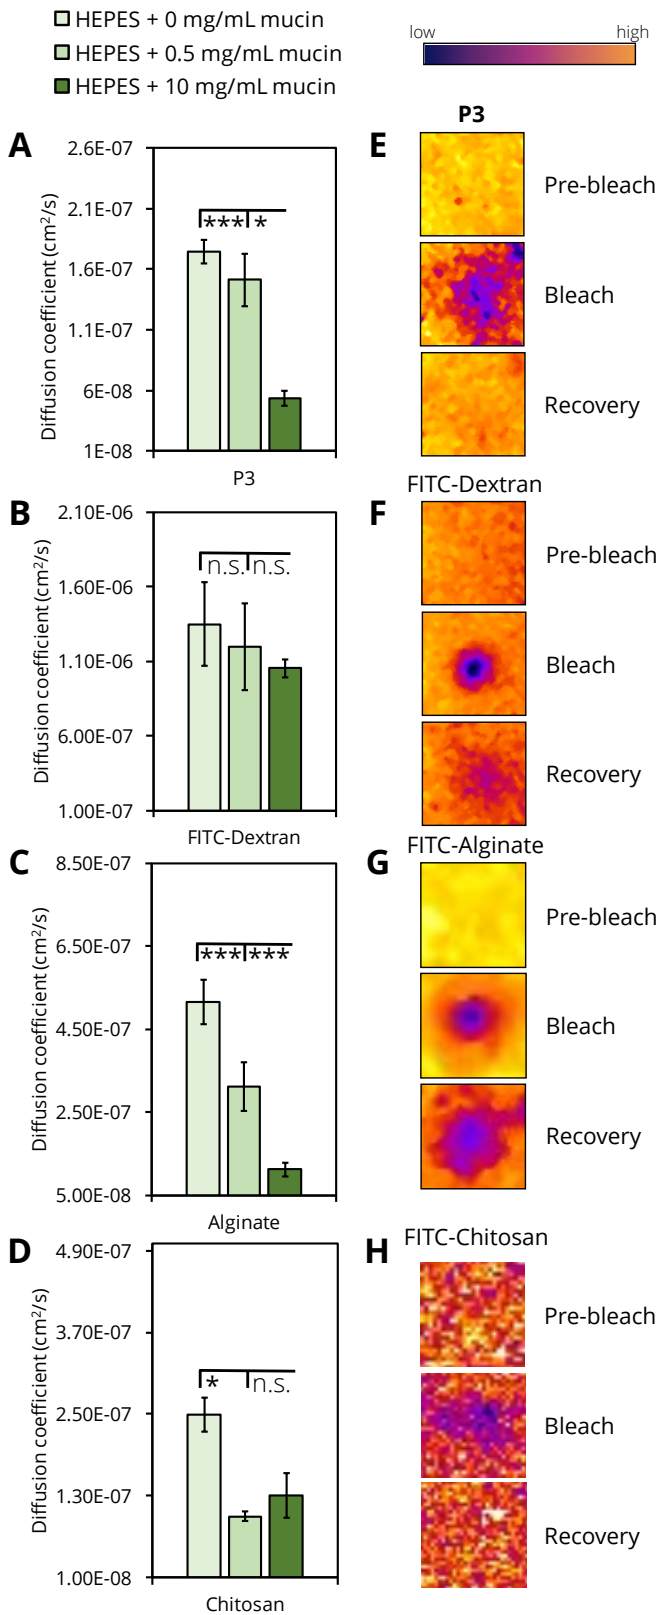 HEPES + 0 mg/mL mucin
HEPES + 0.5 mg/mL mucin
HEPES + 10 mg/mL mucin
low high
A
2.6E-07
2.1E-07
1.6E-07
1.1E-07
6E-08
1E-08
Diffusion coefficient (cm²/s)
*** *
P3
E
P3
Pre-bleach
Bleach
Recovery
B
2.10E-06
1.60E-06
1.10E-06
6.00E-07
1.00E-07
Diffusion coefficient (cm²/s)
n.s. n.s.
FITC-Dextran
F
FITC-Dextran
Pre-bleach
Bleach
Recovery
C
8.50E-07
6.50E-07
4.50E-07
2.50E-07
5.00E-08
Diffusion coefficient (cm²/s)
*** ***
Alginate
G
FITC-Alginate
Pre-bleach
Bleach
Recovery
D
4.90E-07
3.70E-07
2.50E-07
1.30E-07
1.00E-08
Diffusion coefficient (cm²/s)
* n.s.
Chitosan
H
FITC-Chitosan
Pre-bleach
Bleach
Recovery